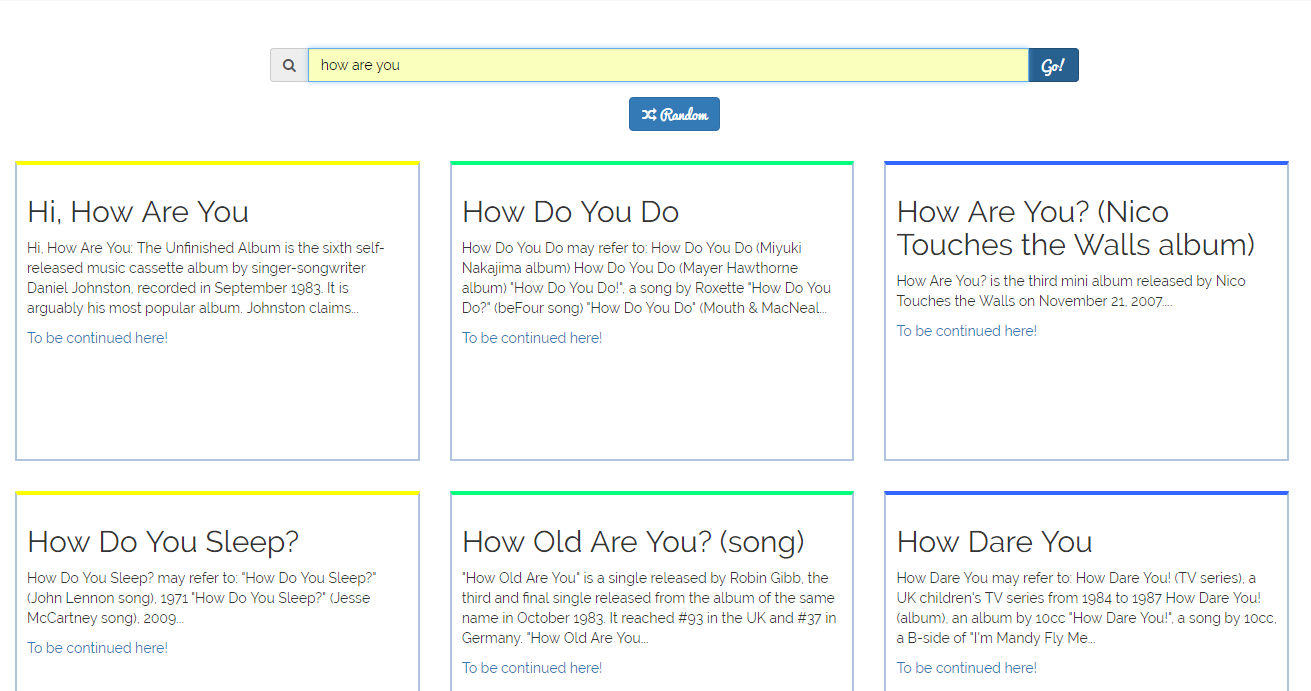 how are you
Go!
Random
Hi, How Are You
Hi, How Are You: The Unfinished Album is the sixth self-
released music cassette album by singer-songwriter
Daniel Johnston, recorded in September 1983. It is
arguably his most popular album. Johnston claims...
To be continued here!
How Do You Do
How Do You Do may refer to: How Do You Do (Miyuki
Nakajima album) How Do You Do (Mayer Hawthorne
album) "How Do You Do!", a song by Roxette "How Do You
Do?" (beFour song) "How Do You Do" (Mouth & MacNeal...
To be continued here!
How Are You? (Nico
Touches the Walls album)
How Are You? is the third mini album released by Nico
Touches the Walls on November 21, 2007....
To be continued here!
How Do You Sleep?
How Do You Sleep? may refer to: "How Do You Sleep?"
(John Lennon song), 1971 "How Do You Sleep?" (Jesse
McCartney song), 2009...
To be continued here!
How Old Are You? (song)
"How Old Are You" is a single released by Robin Gibb, the
third and final single released from the album of the same
name in October 1983. It reached #93 in the UK and #37 in
Germany. "How Old Are You...
To be continued here!
How Dare You
How Dare You may refer to: How Dare You! (TV series), a
UK children's TV series from 1984 to 1987 How Dare You!
(album), an album by 10cc "How Dare You!", a song by 10cc,
a B-side of "I'm Mandy Fly Me...
To be continued here!